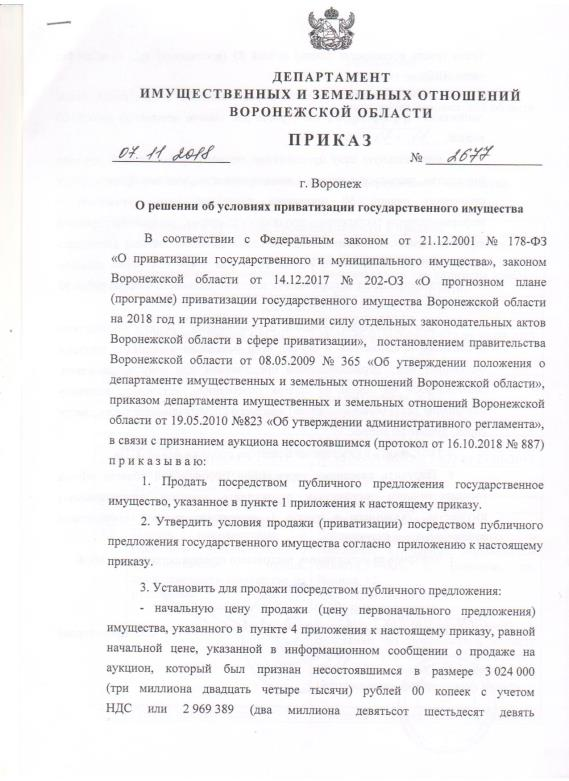 ДЕПАРТАМЕНТ
ИМУЩЕСТВЕННЫХ И ЗЕМЕЛЬНЫХ ОТНОШЕНИЙ
ВОРОНЕЖСКОЙ ОБЛАСТИ
ПРИКАЗ
07.11 2018 № 2677
г. Воронеж
О решении об условиях приватизации государственного имущества
В соответствии с Федеральным законом от 21.12.2001 № 178-ФЗ
«О приватизации государственного и муниципального имущества», законом
Воронежской области от 14.12.2017 № 202-ОЗ «О прогнозном плане
(программе) приватизации государственного имущества Воронежской области
на 2018 год и признании утратившими силу отдельных законодательных актов
Воронежской области в сфере приватизации», постановлением правительства
Воронежской области от 08.05.2009 № 365 «Об утверждении положения о
департаменте имущественных и земельных отношений Воронежской области»,
приказом департамента имущественных и земельных отношений Воронежской
области от 19.05.2010 №823 «Об утверждении административного регламента»,
в связи с признанием аукциона несостоявшимся (протокол от 16.10.2018 № 887)
п р и к а з ы в а ю:
1. Продать посредством публичного предложения государственное
имущество, указанное в пункте 1 приложения к настоящему приказу.
2. Утвердить условия продажи (приватизации) посредством публичного
предложения государственного имущества согласно приложению к настоящему
приказу.
3. Установить для продажи посредством публичного предложения:
- начальную цену продажи (цену первоначального предложения)
имущества, указанного в пункте 4 приложения к настоящему приказу, равной
начальной цене, указанной в информационном сообщении о продаже на
аукцион, который был признан несостоявшимся в размере 3 024 000
(три миллиона двадцать четыре тысячи) рублей 00 копеек с учетом
НДС или 2 969 389 (два миллиона девятьсот шестьдесят девять